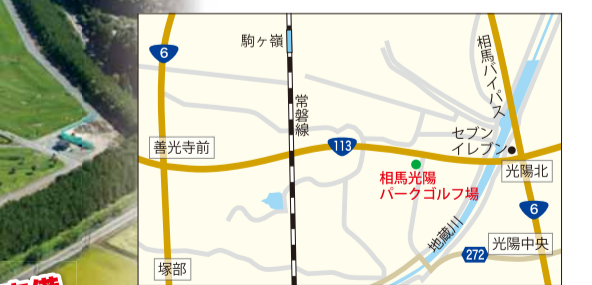 駒ヶ嶺
6
常磐線
相馬バイパス
善光寺前
113
セブン
イレブン
光陽北
相馬光陽
パークゴルフ場
6
地蔵川
光陽中央
272
塚部